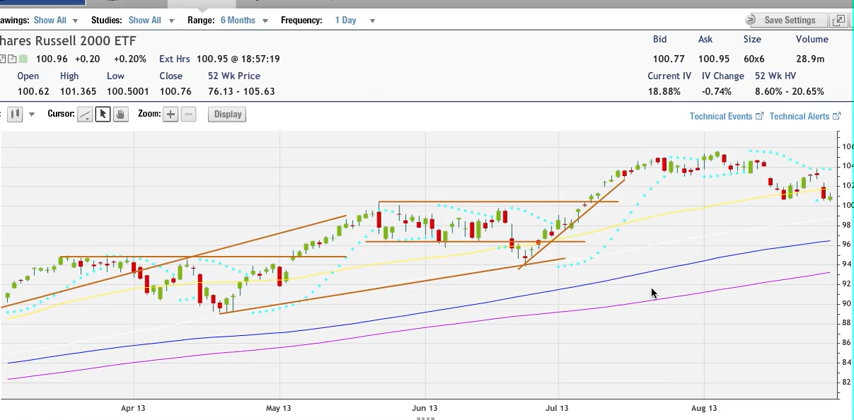 awings: Show All Studies: Show All Range: 6 Months Frequency: 1 Day Save Settings
hares Russell 2000 ETF
100.96 +0.20 +0.20% Ext Hrs 100.95 @ 18:57:19
Open High Low Close 52 Wk Price
100.62 101.365 100.5001 100.76 76.13 - 105.63
Bid Ask Size Volume
100.77 100.95 60x6 28.9m
Current IV IV Change 52 Wk HV
18.88% -0.74% 8.60% - 20.65%
Cursor: Zoom: Display Technical Events Technical Alerts
106
104
102
100
98
96
94
92
90
88
86
84
82
Apr 13 May 13 Jun 13 Jul 13 Aug 13